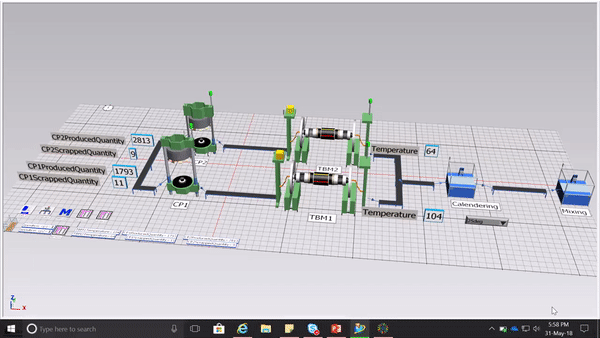 CP2ProducedQuantity 2813
CP2ScrappedQuantity 9
CP1ProducedQuantity 1793
CP1ScrappedQuantity 11
CP2
CP1
TBM2
TBM1
Temperature 64
Temperature 104
Calendering
Mixing
M
Z
X
Type here to search
5:58 PM
31-May-18